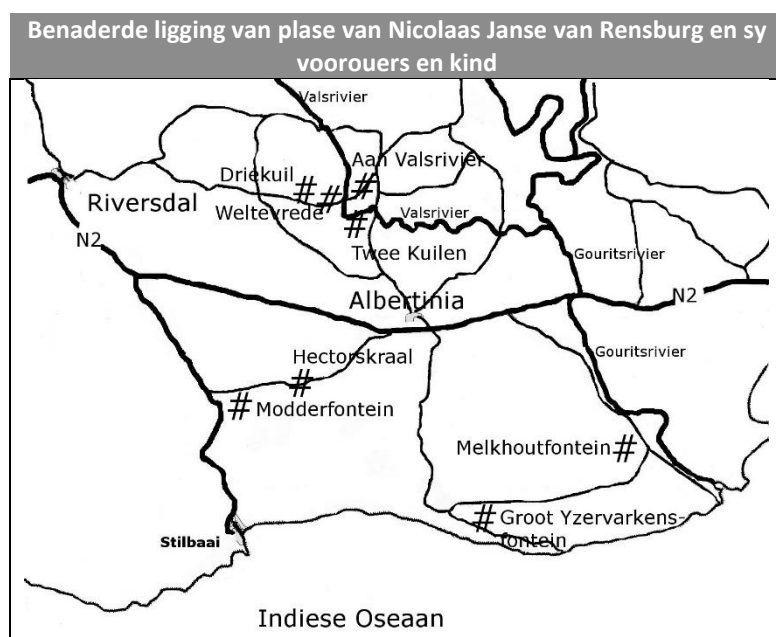 Benaderde ligging van plase van Nicolaas Janse van Rensburg en sy
voorouers en kind
Valsrivier
Aan Valsrivier
Driekuil
Riversdal
Weltevrede
Valsrivier
N2
Twee Kuilen
Gouritsrivier
Albertinia
N2
Hectorskraal
Gouritsrivier
Modderfontein
Melkhoutfontein
Groot Yzervarkens-
fontein
Stilbaai
Indiese Oseaan